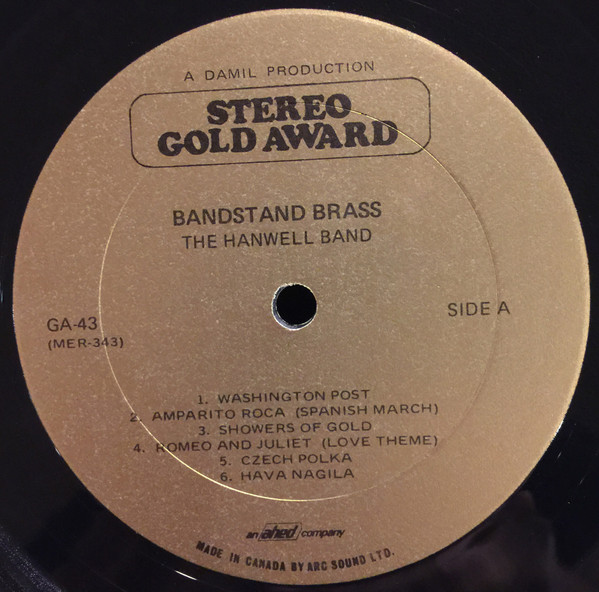 A DAMIL PRODUCTION
STEREO
GOLD AWARD
BANDSTAND BRASS
THE HANWELL BAND
GA-43
(MER-343)
SIDE A
1. WASHINGTON POST
2. AMPARITO ROCA (SPANISH MARCH)
3. SHOWERS OF GOLD
4. ROMEO AND JULIET (LOVE THEME)
5. CZECH POLKA
6. HAVA NAGILA
an ahed company
MADE IN CANADA BY ARC SOUND LTD.